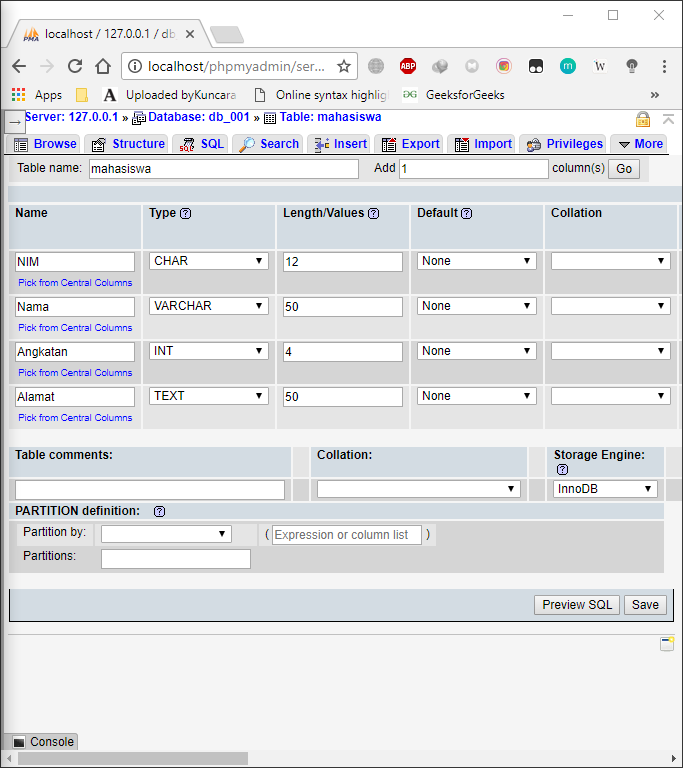 PMA localhost / 127.0.0.1 / db
localhost/phpmyadmin/ser...
ABP m W
Apps A Uploaded byKuncara Online syntax highlig GeeksforGeeks »
Server: 127.0.0.1 » Database: db_001 » Table: mahasiswa
Browse Structure SQL Search Insert Export Import Privileges More
Table name: mahasiswa Add 1 column(s) Go
Name Type Length/Values Default Collation
NIM CHAR 12 None
Pick from Central Columns
Nama VARCHAR 50 None
Pick from Central Columns
Angkatan INT 4 None
Pick from Central Columns
Alamat TEXT 50 None
Pick from Central Columns
Table comments: Collation: Storage Engine:
InnoDB
PARTITION definition:
Partition by: ( Expression or column list )
Partitions:
Preview SQL Save
Console